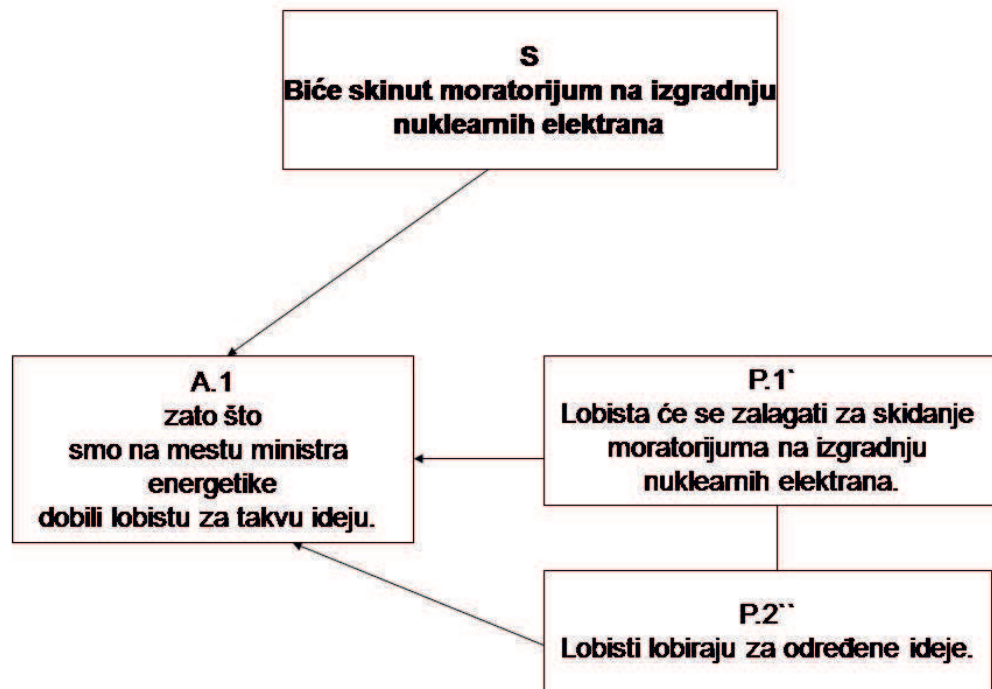 S
Biće skinut moratorijum na izgradnju
nuklearnih elektrana
A.1
zato što
smo na mestu ministra
energetike
dobili lobistu za takvu ideju.
P.1`
Lobista će se zalagati za skidanje
moratorijuma na izgradnju
nuklearnih elektrana.
P.2``
Lobisti lobiraju za određene ideje.